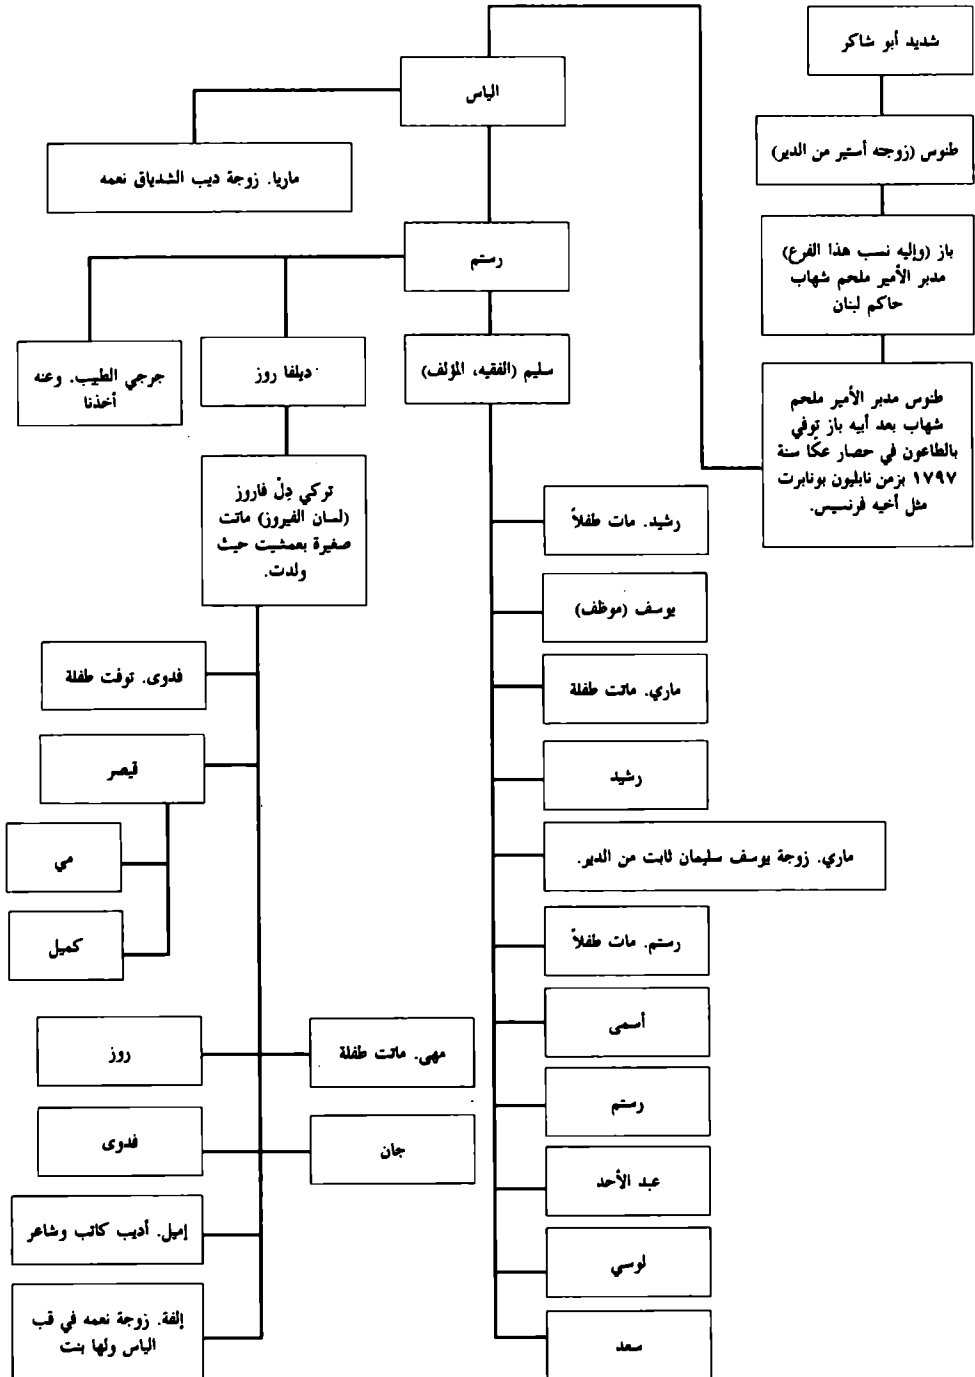 شديد أبو شاكر
طنوس (زوجته أستير من الدير)
باز (وإليه نسب هذا الفرع)
مدبر الأمير ملحم شهاب
حاكم لبنان
طنوس مدبر الأمير ملحم
شهاب بعد أبيه باز توفي
بالطاعون في حصار عكّا سنة
١٧٩٧ بزمن نابليون بونابرت
مثل أخيه فرنسيس.
الياس
ماريا. زوجة ديب الشدياق نعمه
رستم
سليم (الفقيه، المؤلف)
ديلفا روز
جرجي الطبيب. وعنه
أخذنا
تركي دِلْ فاروز
(لسان الفيروز) ماتت
صغيرة بعمشيت حيث
ولدت.
رشيد. مات طفلاً
يوسف (موظف)
ماري. ماتت طفلة
رشيد
ماري. زوجة يوسف سليمان ثابت من الدير.
رستم. مات طفلاً
أسمى
رستم
عبد الأحد
لوسي
سعد
فدوى. توفت طفلة
قيصر
مي
كميل
مهى. ماتت طفلة
روز
جان
فدوى
إميل. أديب كاتب وشاعر
إلفة. زوجة نعمه في قب
الياس ولها بنت